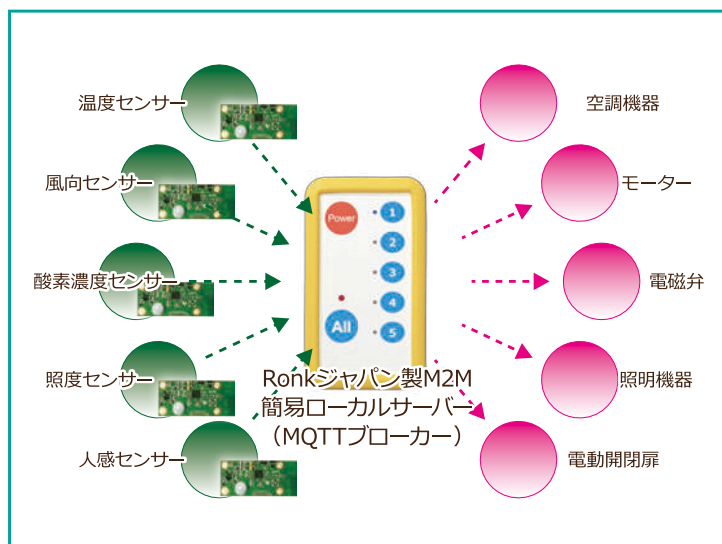 温度センサー
風向センサー
酸素濃度センサー
照度センサー
人感センサー
Power
1
2
3
4
5
All
Ronkジャパン製M2M
簡易ローカルサーバー
（MQTTブローカー）
空調機器
モーター
電磁弁
照明機器
電動開閉扉